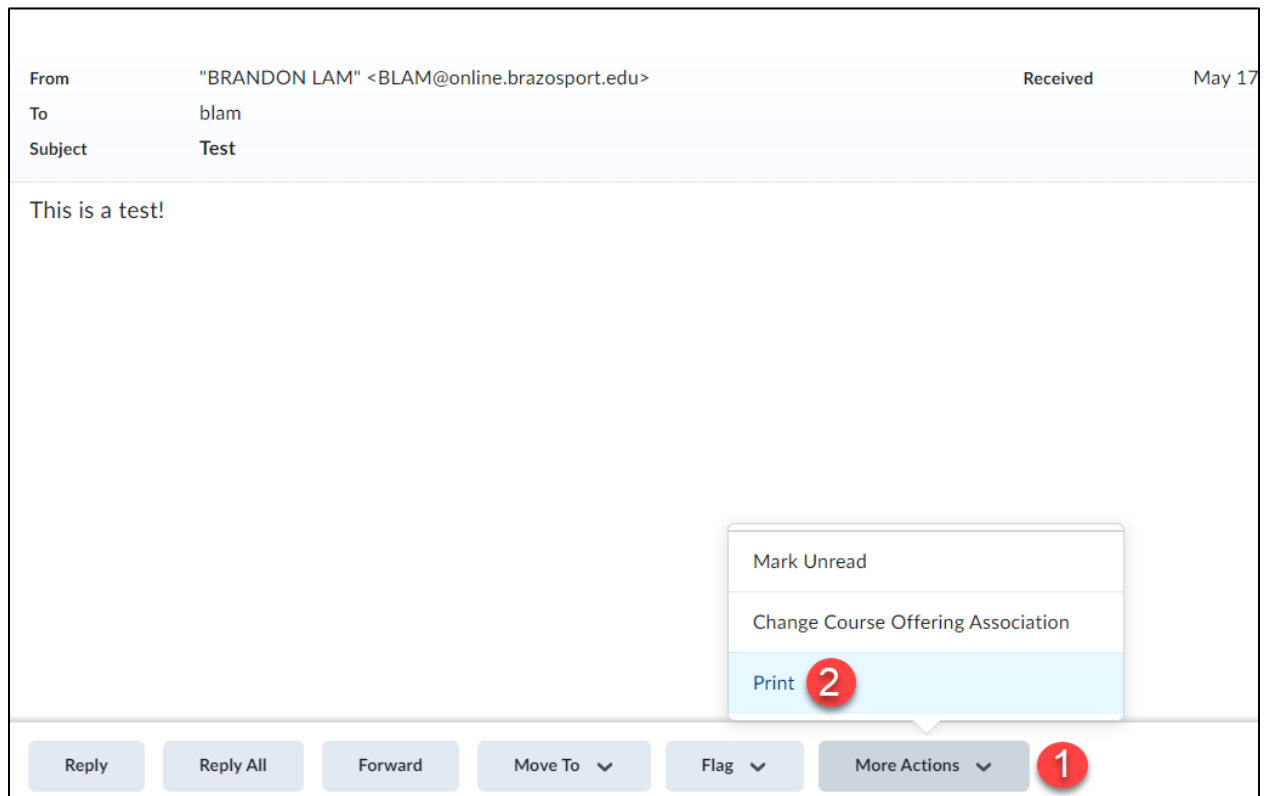 From "BRANDON LAM" <BLAM@online.brazosport.edu> Received May 17
To blam
Subject Test
This is a test!
Mark Unread
Change Course Offering Association
Print 2
Reply Reply All Forward Move To Flag More Actions 1